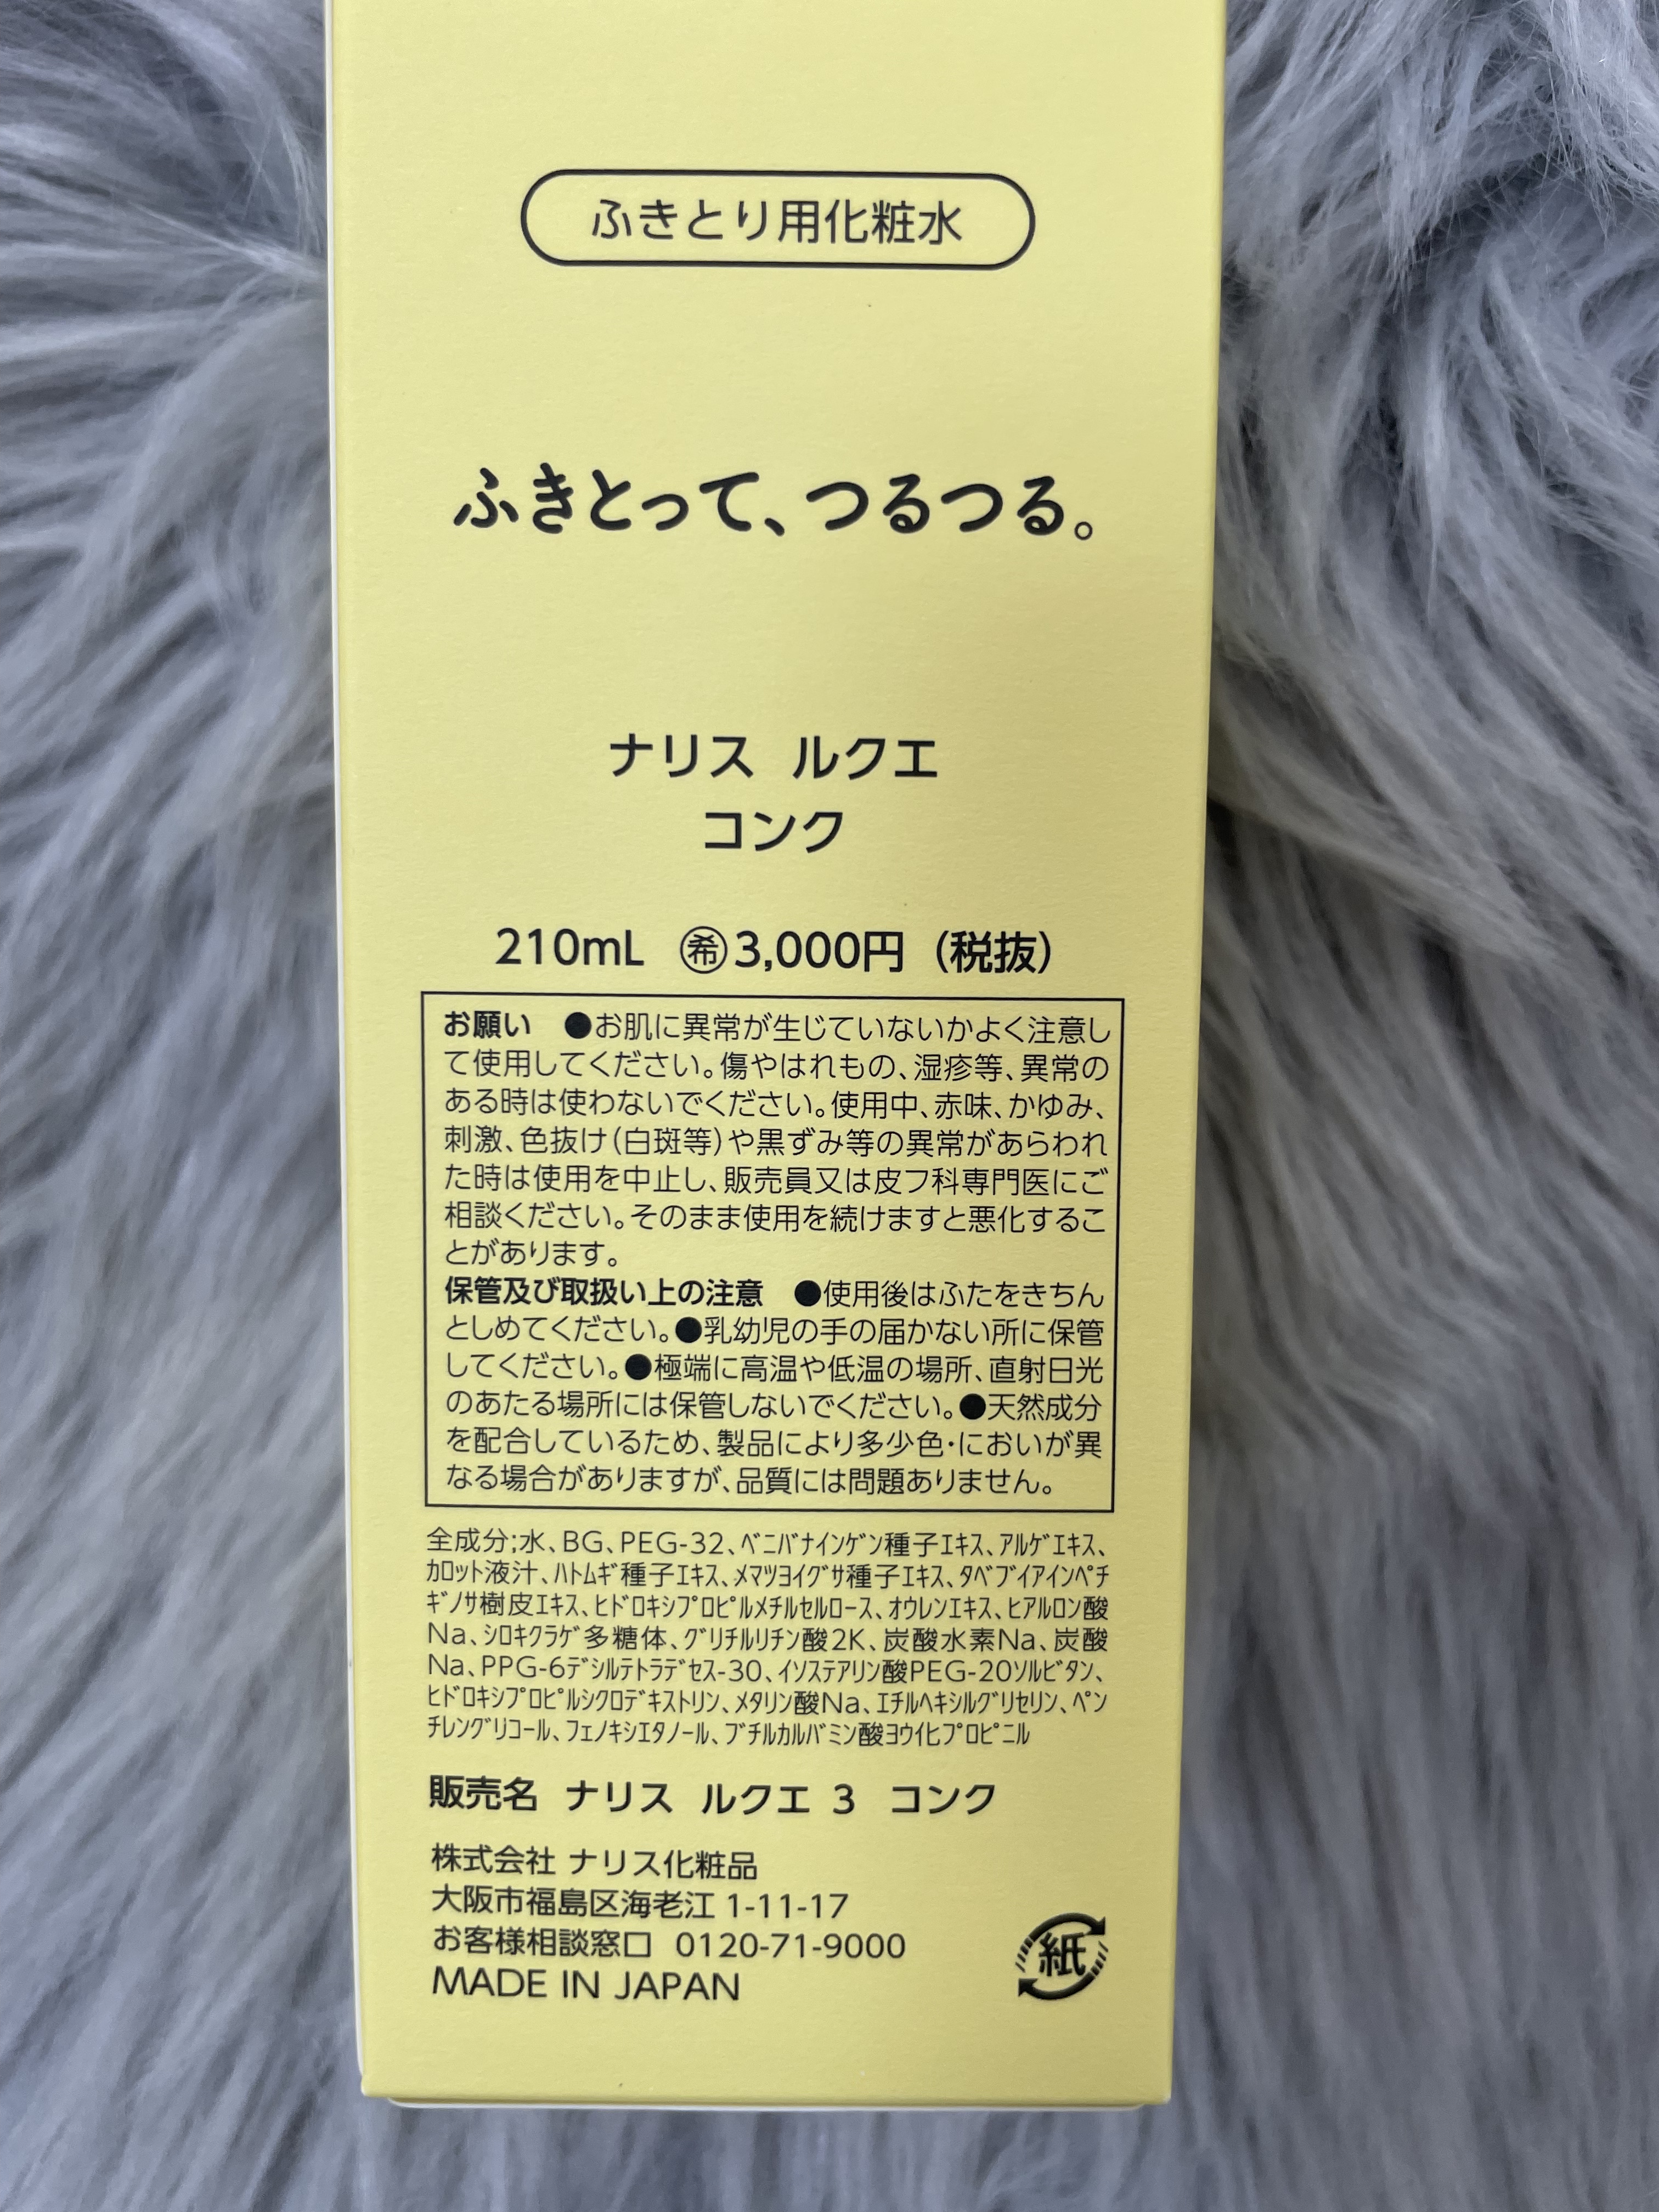 ふきとり用化粧水
ふきとって、つるつる。
ナリス ルクエ
コンク
210mL ㊝3,000円（税抜）
お願い ●お肌に異常が生じていないかよく注意し
て使用してください。傷やはれもの、湿疹等、異常の
ある時は使わないでください。使用中、赤味、かゆみ、
刺激、色抜け（白斑等）や黒ずみ等の異常があらわれ
た時は使用を中止し、販売員又は皮フ科専門医にご
相談ください。そのまま使用を続けますと悪化するこ
とがあります。
保管及び取扱い上の注意 ●使用後はふたをきちん
としめてください。●乳幼児の手の届かない所に保管
してください。●極端に高温や低温の場所、直射日光
のあたる場所には保管しないでください。●天然成分
を配合しているため、製品により多少色・においが異
なる場合がありますが、品質には問題ありません。
全成分;水、BG、PEG-32、ﾍﾞﾆﾊﾞﾅｲﾝｹﾞﾝ種子ｴｷｽ、ｱﾙｹﾞｴｷｽ、
ｶﾛｯﾄ液汁、ﾊﾄﾑｷﾞ種子ｴｷｽ、ﾒﾏﾂﾖｲｸﾞｻ種子ｴｷｽ、ﾀﾍﾞﾌﾞｲｱｲﾝﾍﾟﾁ
ｷﾞﾉｻ樹皮ｴｷｽ、ﾋﾄﾞﾛｷｼﾌﾟﾛﾋﾟﾙﾒﾁﾙｾﾙﾛｰｽ、ｵｳﾚﾝｴｷｽ、ﾋｱﾙﾛﾝ酸
Na、ｼﾛｷｸﾗｹﾞ多糖体、ｸﾞﾘﾁﾙﾘﾁﾝ酸2K、炭酸水素Na、炭酸
Na、PPG-6ﾃﾞｼﾙﾃﾄﾗﾃﾞｾｽ-30、ｲｿｽﾃｱﾘﾝ酸PEG-20ｿﾙﾋﾞﾀﾝ、
ﾋﾄﾞﾛｷｼﾌﾟﾛﾋﾟﾙｼｸﾛﾃﾞｷｽﾄﾘﾝ、ﾒﾀﾘﾝ酸Na、ｴﾁﾙﾍｷｼﾙｸﾞﾘｾﾘﾝ、ﾍﾟﾝ
ﾁﾚﾝｸﾞﾘｺｰﾙ、ﾌｪﾉｷｼｴﾀﾉｰﾙ、ﾌﾞﾁﾙｶﾙﾊﾞﾐﾝ酸ﾖｳｲﾋﾌﾟﾛﾋﾟﾆﾙ
販売名 ナリス ルクエ 3 コンク
株式会社 ナリス化粧品
大阪市福島区海老江 1-11-17
お客様相談窓口 0120-71-9000
MADE IN JAPAN
紙